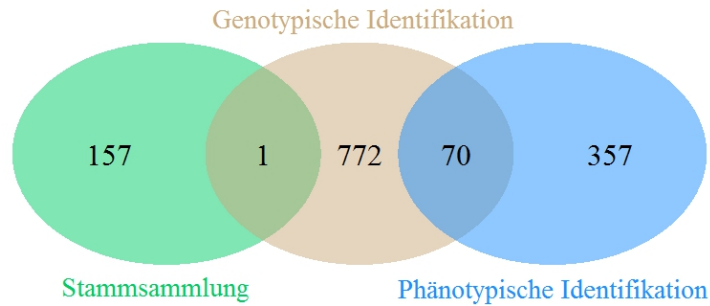 Genotypische Identifikation
157 1 772 70 357
Stammsammlung Phänotypische Identifikation